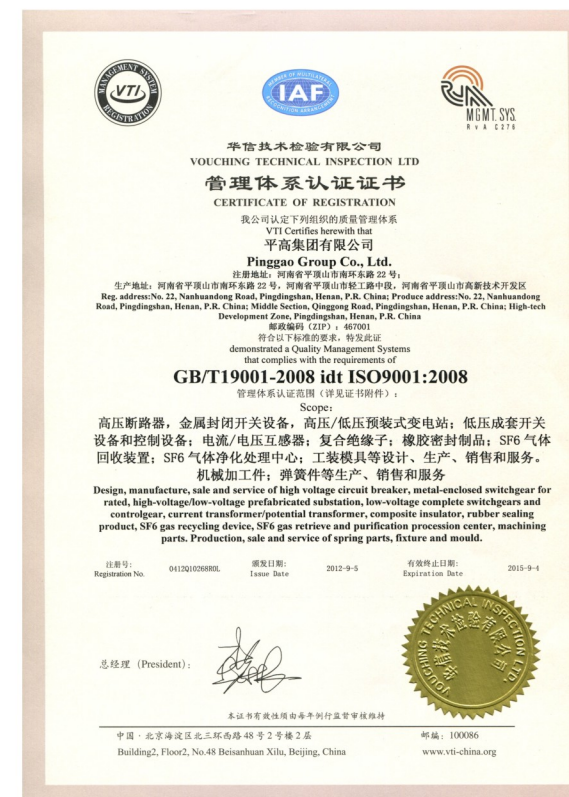 MANAGEMENT SYSTEM
VTI
REGISTRATION
MEMBER OF MULTILATERAL
IAF
RECOGNITION ARRANGEMENT
MGMT. SYS.
RvA C276
华信技术检验有限公司
VOUCHING TECHNICAL INSPECTION LTD
管理体系认证证书
CERTIFICATE OF REGISTRATION
我公司认定下列组织的质量管理体系
VTI Certifies herewith that
平高集团有限公司
Pinggao Group Co., Ltd.
注册地址：河南省平顶山市南环东路 22 号；
生产地址：河南省平顶山市南环东路 22 号，河南省平顶山市轻工路中段，河南省平顶山市高新技术开发区
Reg. address:No. 22, Nanhuandong Road, Pingdingshan, Henan, P.R. China; Produce address:No. 22, Nanhuandong
Road, Pingdingshan, Henan, P.R. China; Middle Section, Qinggong Road, Pingdingshan, Henan, P.R. China; High-tech
Development Zone, Pingdingshan, Henan, P.R. China
邮政编码（ZIP）：467001
符合以下标准的要求，特发此证
demonstrated a Quality Management Systems
that complies with the requirements of
GB/T19001-2008 idt ISO9001:2008
管理体系认证范围（详见证书附件）：
Scope:
高压断路器，金属封闭开关设备，高压/低压预装式变电站；低压成套开关
设备和控制设备；电流/电压互感器；复合绝缘子；橡胶密封制品；SF6 气体
回收装置；SF6 气体净化处理中心；工装模具等设计、生产、销售和服务。
机械加工件；弹簧件等生产、销售和服务
Design, manufacture, sale and service of high voltage circuit breaker, metal-enclosed switchgear for
rated, high-voltage/low-voltage prefabricated substation, low-voltage complete switchgears and
controlgear, current transformer/potential transformer, composite insulator, rubber sealing
product, SF6 gas recycling device, SF6 gas retrieve and purification procession center, machining
parts. Production, sale and service of spring parts, fixture and mould.
注册号： 颁发日期： 有效终止日期：
Registration No. 0412Q10268R0L Issue Date 2012-9-5 Expiration Date 2015-9-4
VOUCHING TECHNICAL INSPECTION LTD
华信技术检验有限公司
总经理（President）：
本证书有效性须由每年例行监督审核维持
中国·北京海淀区北三环西路 48 号 2 号楼 2 层 邮编：100086
Building2, Floor2, No.48 Beisanhuan Xilu, Beijing, China www.vti-china.org